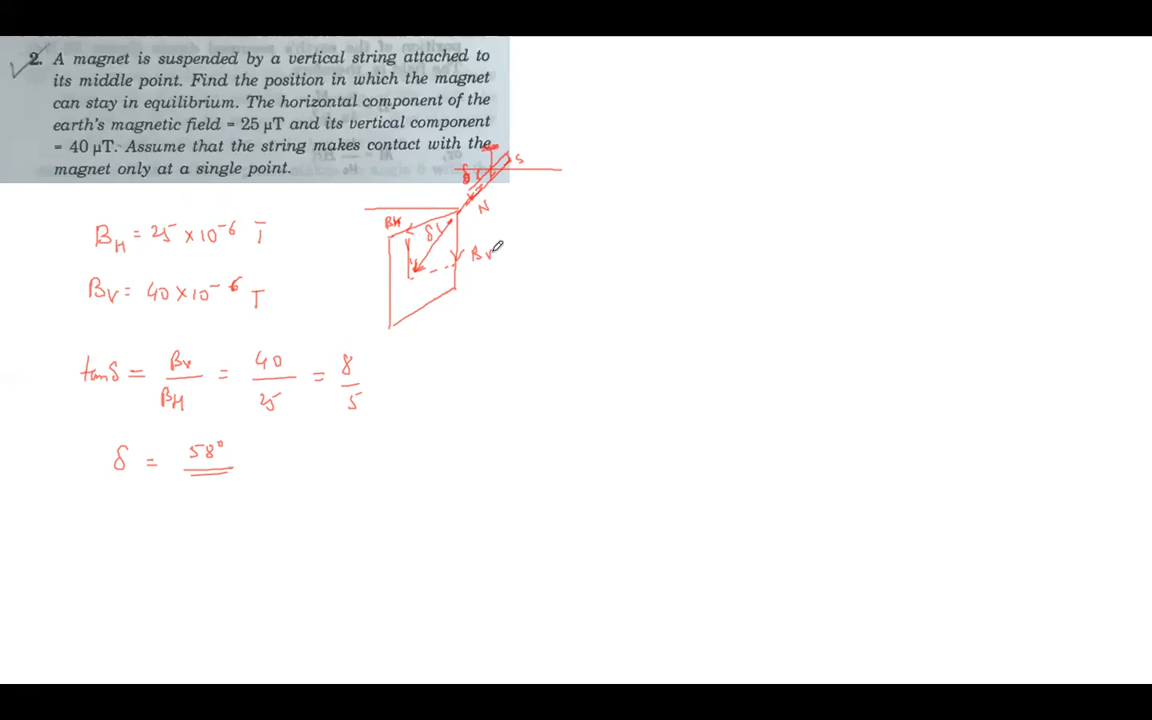 2. A magnet is suspended by a vertical string attached to
its middle point. Find the position in which the magnet
can stay in equilibrium. The horizontal component of the
earth's magnetic field = 25 μT and its vertical component
= 40 μT. Assume that the string makes contact with the
magnet only at a single point.
S
δ
N
BH
δ
Bv
B_H = 25 × 10^-6 T
B_V = 40 × 10^-6 T
tan δ = Bv / BH = 40 / 25 = 8 / 5
δ = 58°